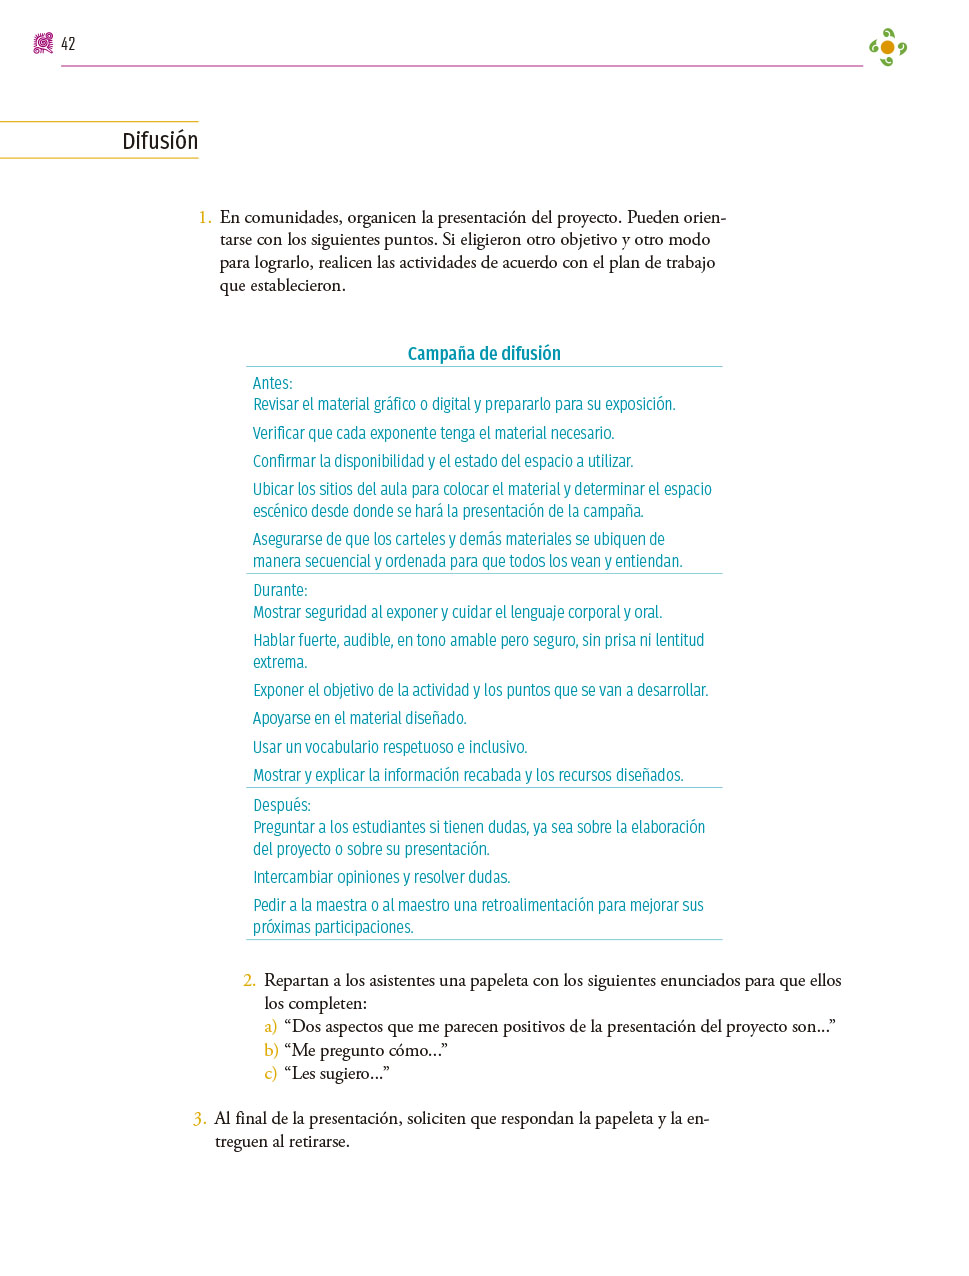 42
Difusión
1. En comunidades, organicen la presentación del proyecto. Pueden orien-
tarse con los siguientes puntos. Si eligieron otro objetivo y otro modo
para lograrlo, realicen las actividades de acuerdo con el plan de trabajo
que establecieron.
Campaña de difusión
Antes:
Revisar el material gráfico o digital y prepararlo para su exposición.
Verificar que cada exponente tenga el material necesario.
Confirmar la disponibilidad y el estado del espacio a utilizar.
Ubicar los sitios del aula para colocar el material y determinar el espacio
escénico desde donde se hará la presentación de la campaña.
Asegurarse de que los carteles y demás materiales se ubiquen de
manera secuencial y ordenada para que todos los vean y entiendan.
Durante:
Mostrar seguridad al exponer y cuidar el lenguaje corporal y oral.
Hablar fuerte, audible, en tono amable pero seguro, sin prisa ni lentitud
extrema.
Exponer el objetivo de la actividad y los puntos que se van a desarrollar.
Apoyarse en el material diseñado.
Usar un vocabulario respetuoso e inclusivo.
Mostrar y explicar la información recabada y los recursos diseñados.
Después:
Preguntar a los estudiantes si tienen dudas, ya sea sobre la elaboración
del proyecto o sobre su presentación.
Intercambiar opiniones y resolver dudas.
Pedir a la maestra o al maestro una retroalimentación para mejorar sus
próximas participaciones.
2. Repartan a los asistentes una papeleta con los siguientes enunciados para que ellos
los completen:
a) “Dos aspectos que me parecen positivos de la presentación del proyecto son...”
b) “Me pregunto cómo...”
c) “Les sugiero...”
3. Al final de la presentación, soliciten que respondan la papeleta y la en-
treguen al retirarse.